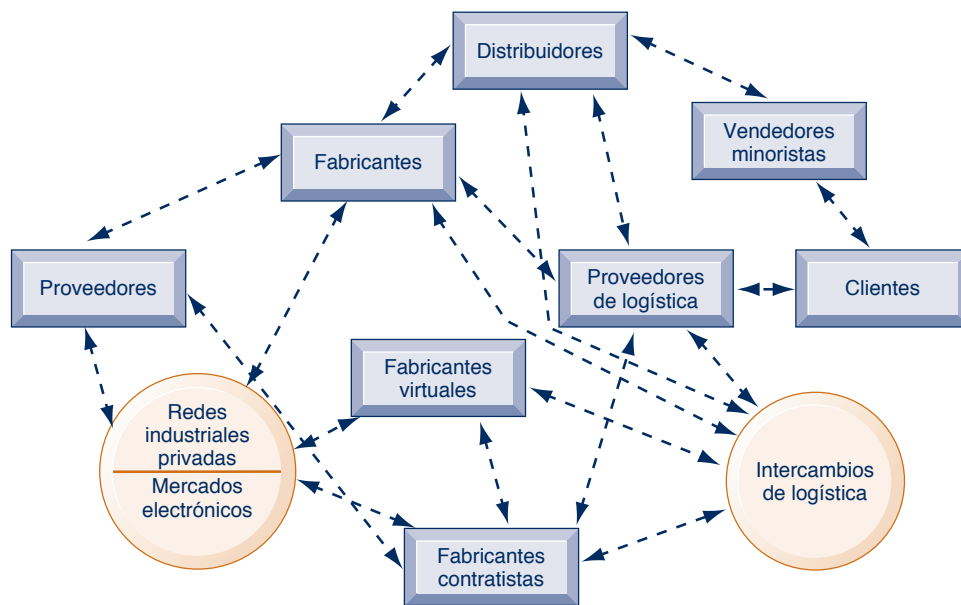 Distribuidores
Vendedores
minoristas
Fabricantes
Proveedores
Proveedores
de logística
Clientes
Fabricantes
virtuales
Redes
industriales
privadas
Mercados
electrónicos
Intercambios
de logística
Fabricantes
contratistas